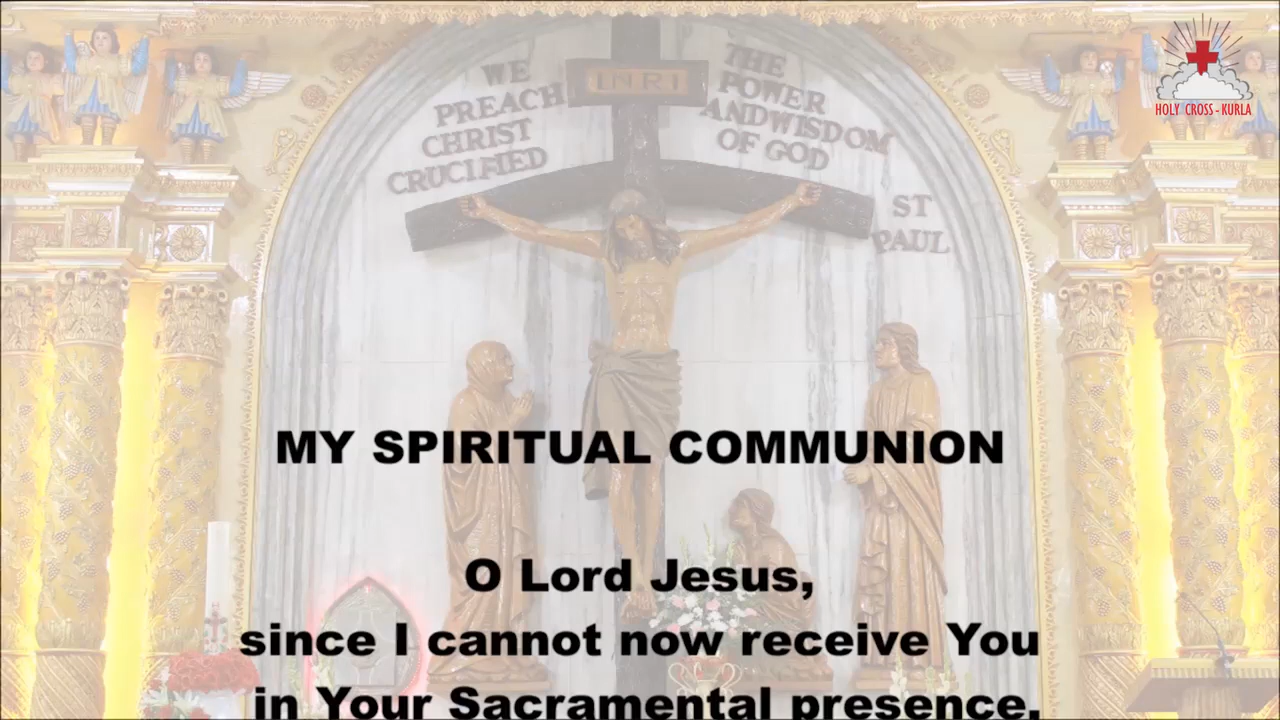 WE
PREACH
CHRIST
CRUCIFIED
INRI
THE
POWER
ANDWISDOM
OF GOD
ST
PAUL
HOLY CROSS - KURLA
MY SPIRITUAL COMMUNION
O Lord Jesus,
since I cannot now receive You
in Your Sacramental presence,